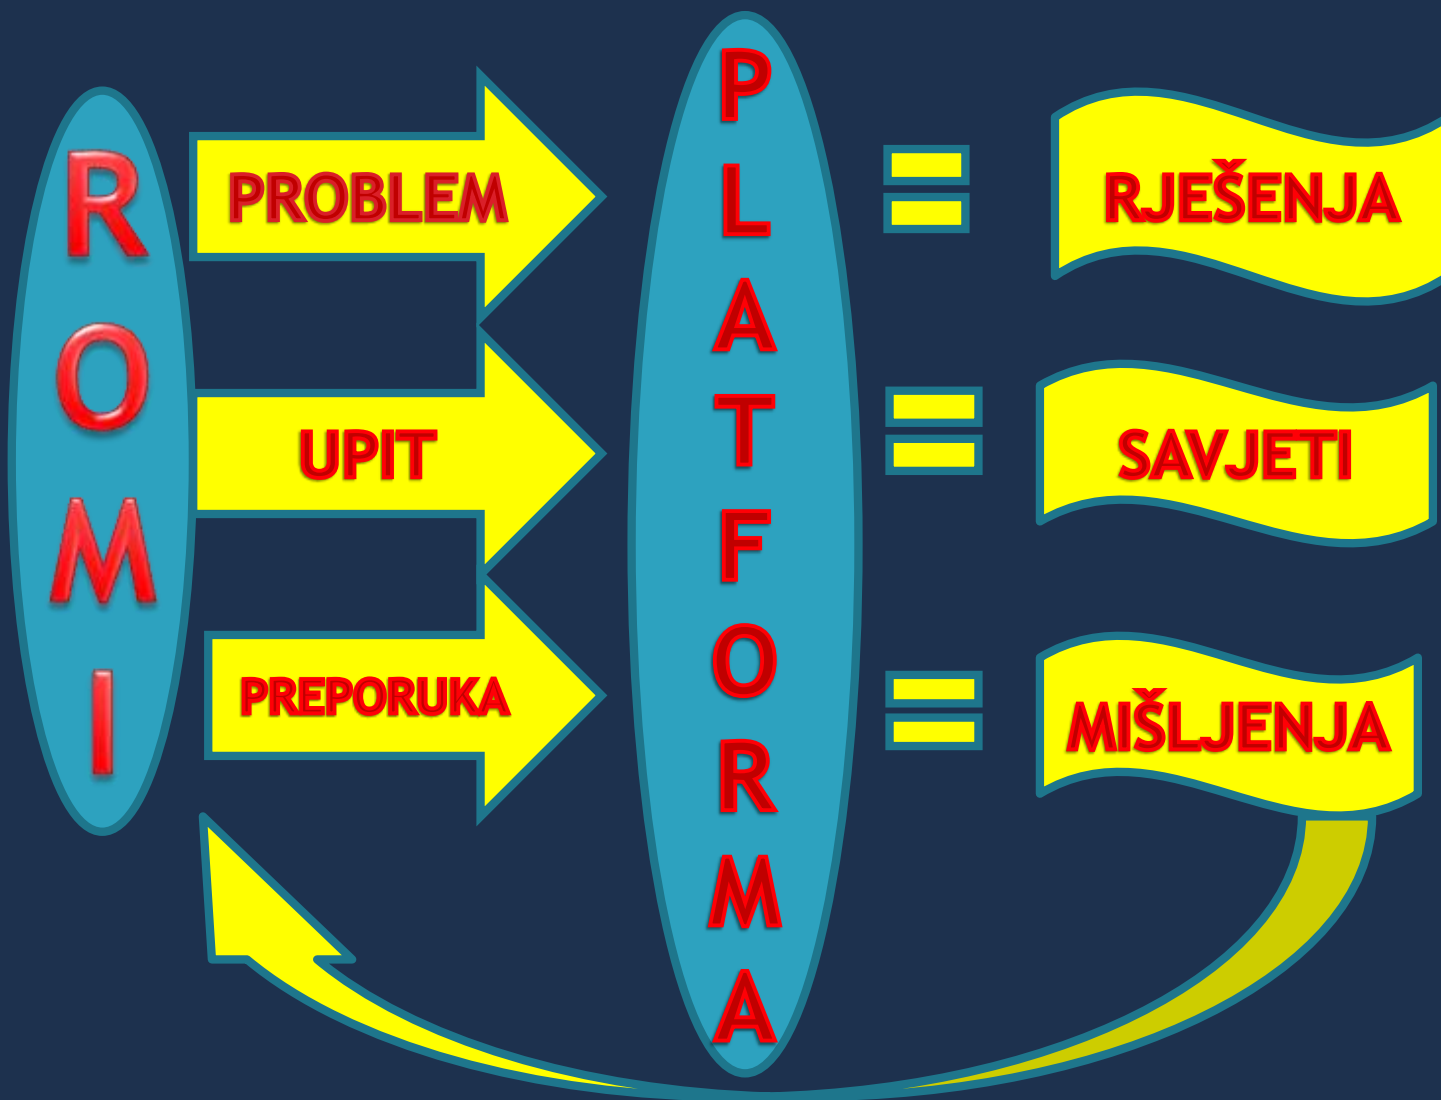 ROMI
PROBLEM
UPIT
PREPORUKA
PLATFORMA
=
RJEŠENJA
=
SAVJETI
=
MIŠLJENJA